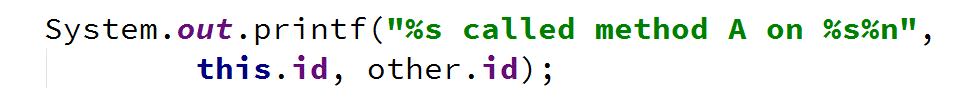 System.out.printf("%s called method A on %s%n",
this.id, other.id);